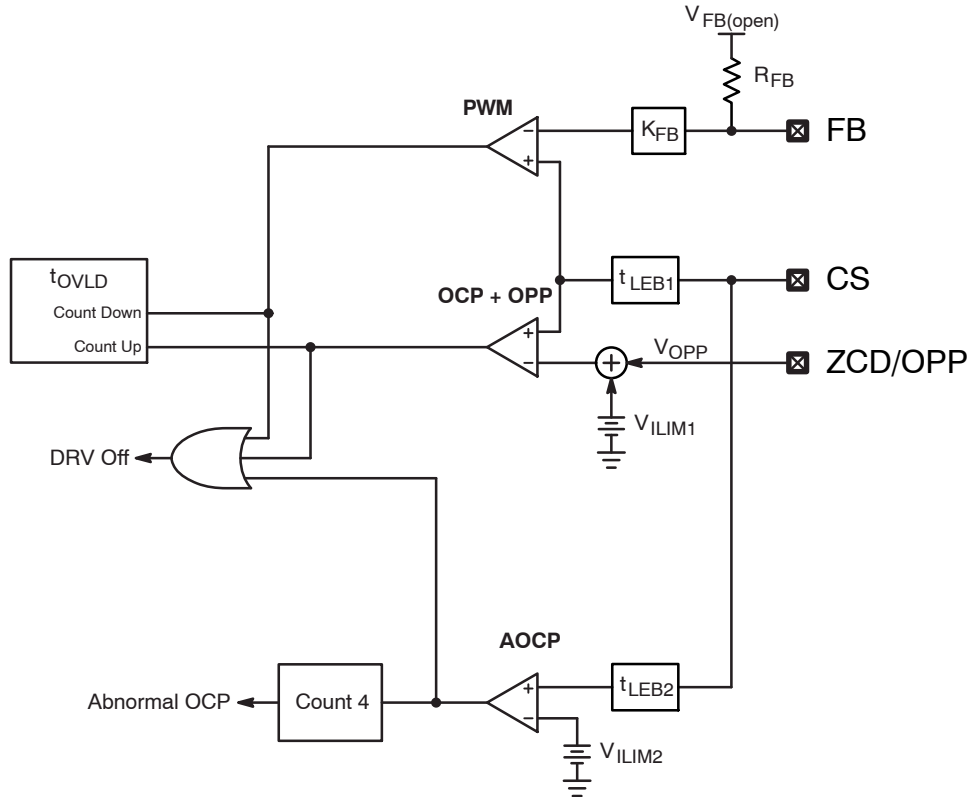 VFB(open)
RFB
PWM
−
KFB
FB
+
tOVLD
tLEB1
CS
OCP + OPP
Count Down
+
Count Up
−
+
VOPP
ZCD/OPP
VILIM1
DRV Off
AOCP
+
tLEB2
Abnormal OCP
Count 4
−
VILIM2